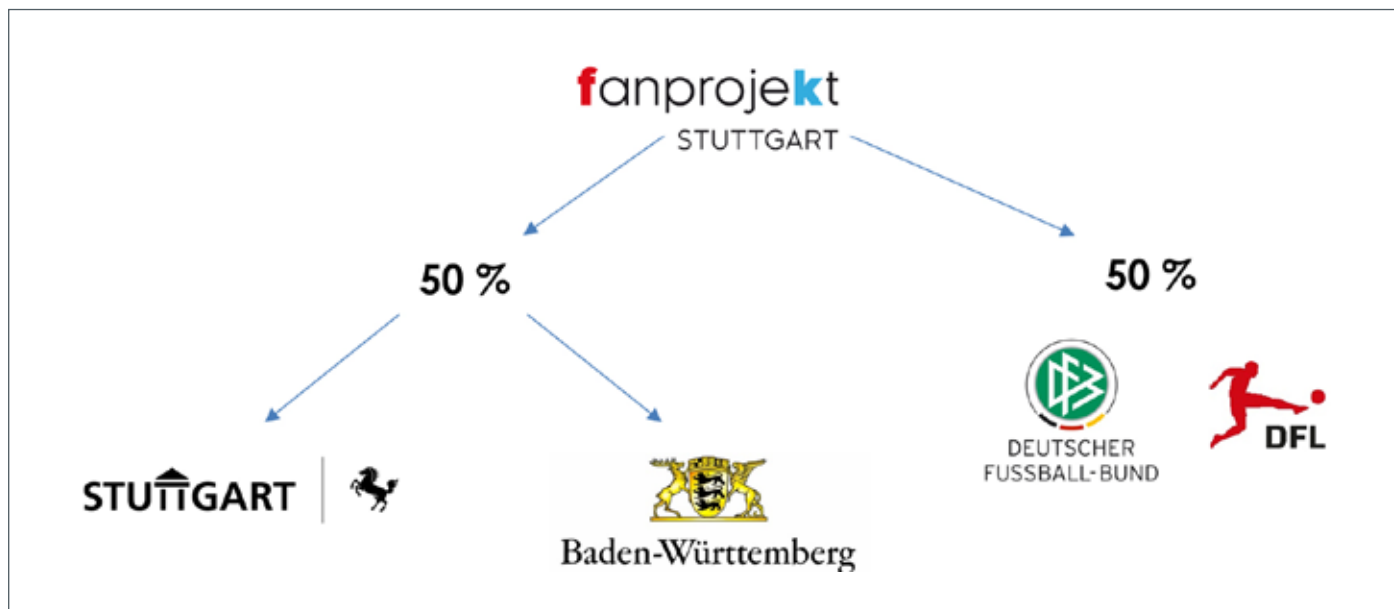 fanprojekt
STUTTGART
50 %
50 %
DEUTSCHER
FUSSBALL-BUND
DFL
STUTTGART
Baden-Württemberg